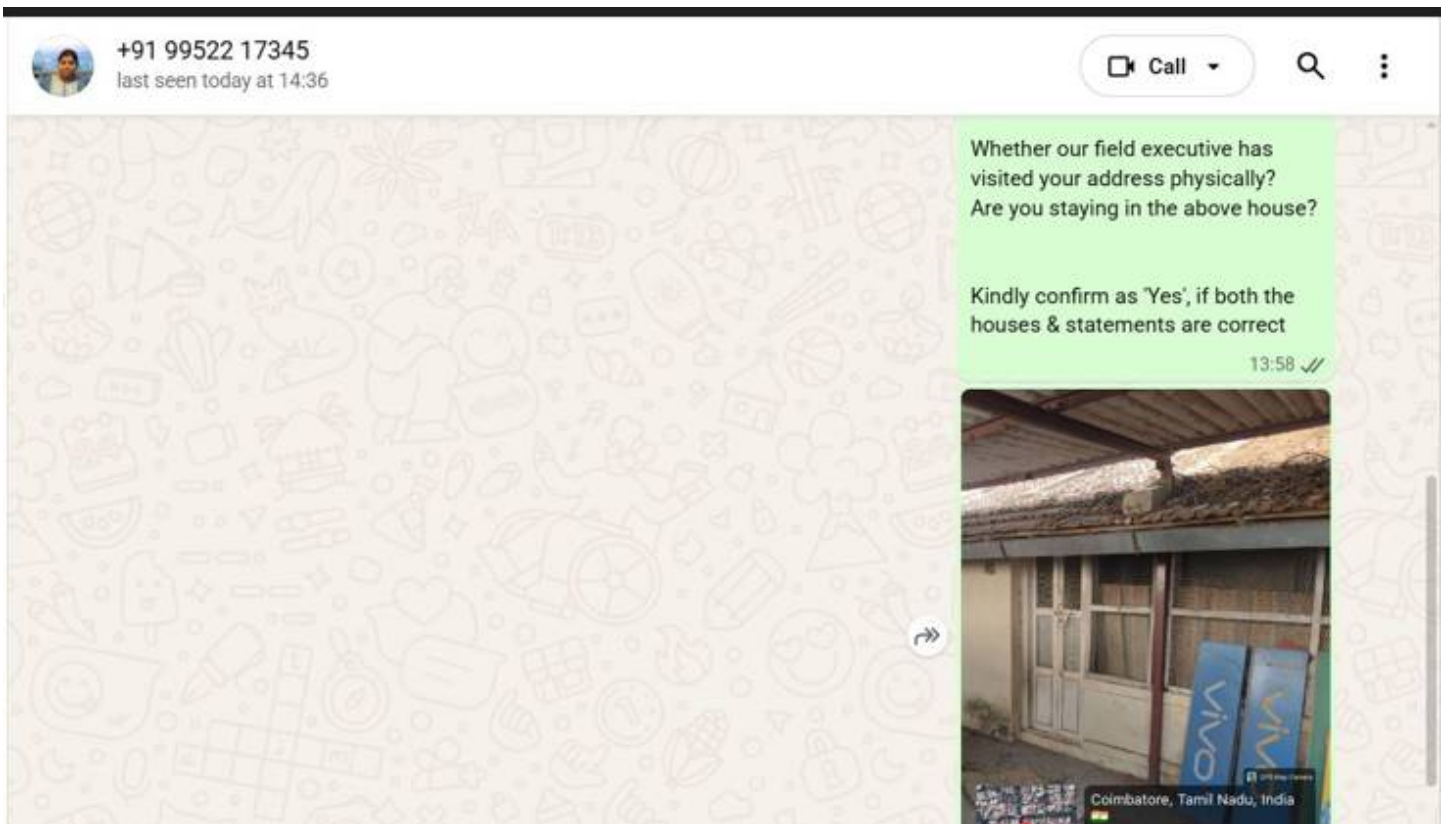 +91 99522 17345
last seen today at 14:36
Call
Whether our field executive has
visited your address physically?
Are you staying in the above house?
Kindly confirm as 'Yes', if both the
houses & statements are correct
13:58
vivo
vivo
GPS Map Camera
Coimbatore, Tamil Nadu, India